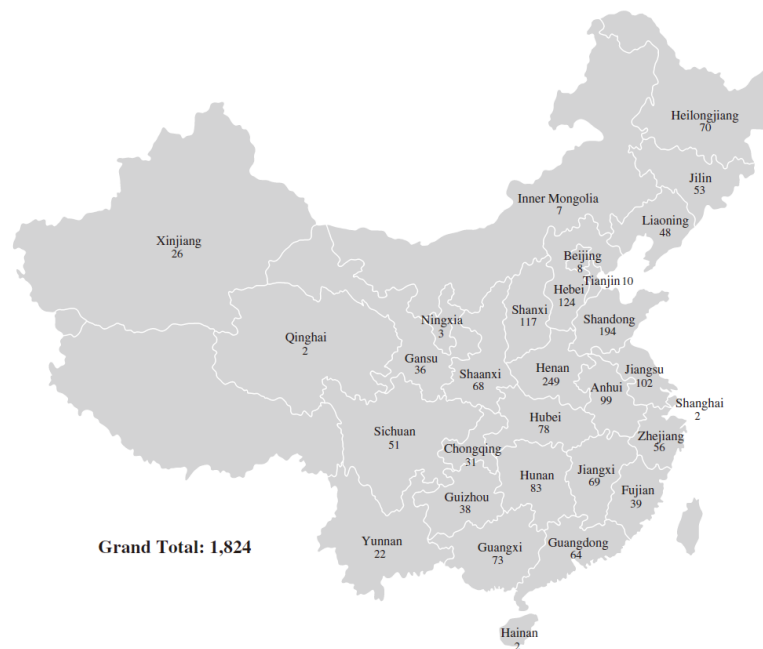 Heilongjiang
70
Jilin
53
Inner Mongolia
7
Liaoning
48
Xinjiang
26
Beijing
8
Tianjin 10
Hebei
124
Shanxi
117
Shandong
194
Ningxia
3
Qinghai
2
Gansu
36
Shaanxi
68
Henan
249
Jiangsu
102
Anhui
99
Shanghai
2
Hubei
78
Sichuan
51
Zhejiang
56
Chongqing
31
Hunan
83
Jiangxi
69
Guizhou
38
Fujian
39
Grand Total: 1,824
Yunnan
22
Guangxi
73
Guangdong
64
Hainan
2